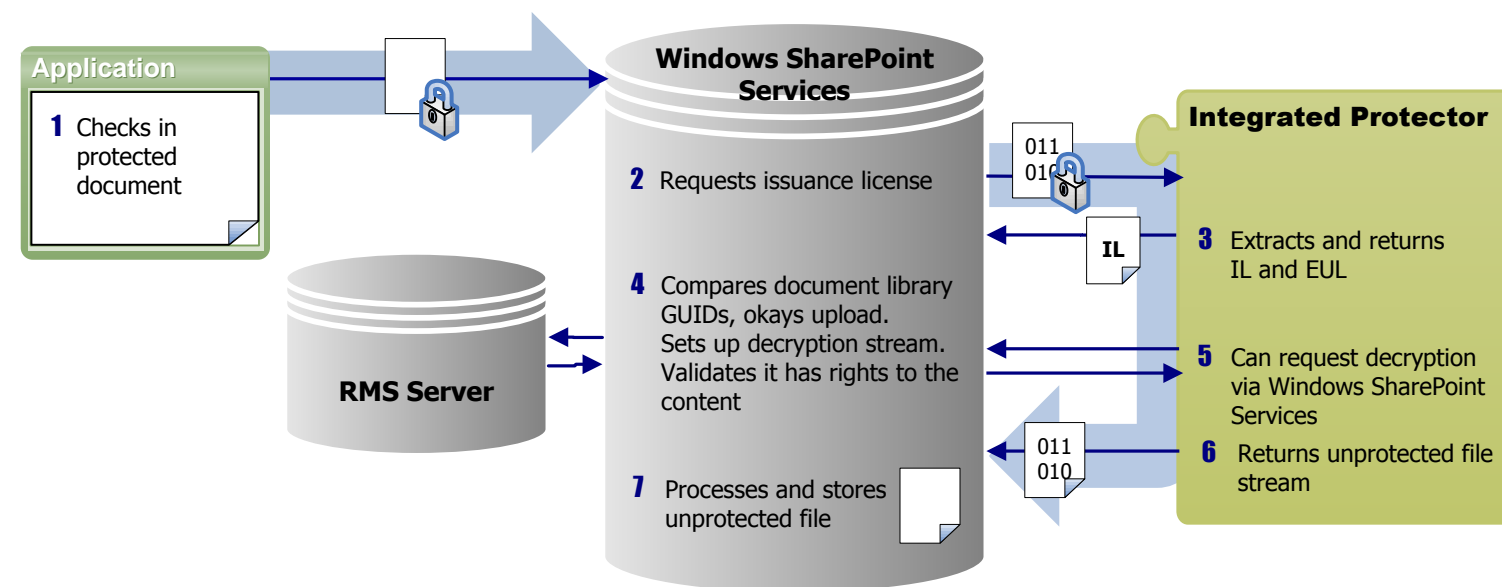 Application
1 Checks in
protected
document
Windows SharePoint
Services
2 Requests issuance license
011
010
Integrated Protector
IL
3 Extracts and returns
IL and EUL
4 Compares document library
GUIDs, okays upload.
Sets up decryption stream.
Validates it has rights to the
content
RMS Server
5 Can request decryption
via Windows SharePoint
Services
011
010
6 Returns unprotected file
stream
7 Processes and stores
unprotected file